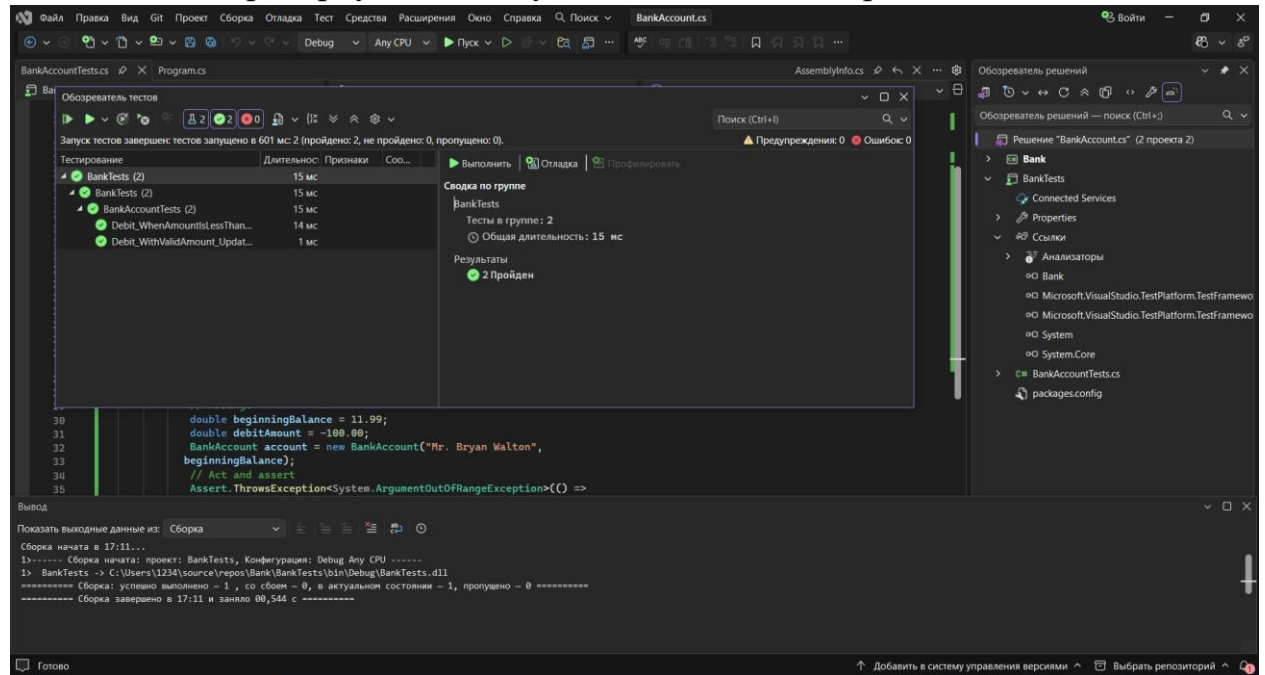 Файл Правка Вид Git Проект Сборка Отладка Тест Средства Расширения Окно Справка Поиск BankAccount.cs Войти
Debug Any CPU Пуск
BankAccountTests.cs Program.cs AssemblyInfo.cs
Обозреватель тестов
2 2 0 Поиск (Ctrl+I)
Запуск тестов завершен: тестов запущено в 601 мс: 2 (пройдено: 2, не пройдено: 0, пропущено: 0). Предупреждения: 0 Ошибок: 0
Тестирование Длительнос Признаки Соо...
BankTests (2) 15 мс
BankTests (2) 15 мс
BankAccountTests (2) 15 мс
Debit_WhenAmountIsLessThan... 14 мс
Debit_WithValidAmount_Updat... 1 мс
Выполнить Отладка Профилировать
Сводка по группе
BankTests
Тесты в группе: 2
Общая длительность: 15 мс
Результаты
2 Пройден
30 double beginningBalance = 11.99;
31 double debitAmount = -100.00;
32 BankAccount account = new BankAccount("Mr. Bryan Walton",
33 beginningBalance);
34 // Act and assert
35 Assert.ThrowsException<System.ArgumentOutOfRangeException>(() =>
Обозреватель решений
Обозреватель решений — поиск (Ctrl+;)
Решение "BankAccount.cs" (2 проекта 2)
Bank
BankTests
Connected Services
Properties
Ссылки
Анализаторы
Bank
Microsoft.VisualStudio.TestPlatform.TestFramewo
Microsoft.VisualStudio.TestPlatform.TestFramewo
System
System.Core
C# BankAccountTests.cs
packages.config
Вывод
Показать выходные данные из: Сборка
Сборка начата в 17:11...
1>------ Сборка начата: проект: BankTests, Конфигурация: Debug Any CPU ------
1> BankTests -> C:\Users\1234\source\repos\Bank\BankTests\bin\Debug\BankTests.dll
========== Сборка: успешно выполнено — 1 , со сбоем — 0, в актуальном состоянии — 1, пропущено — 0 ==========
========== Сборка завершено в 17:11 и заняло 00,544 с ==========
Готово Добавить в систему управления версиями Выбрать репозиторий 1